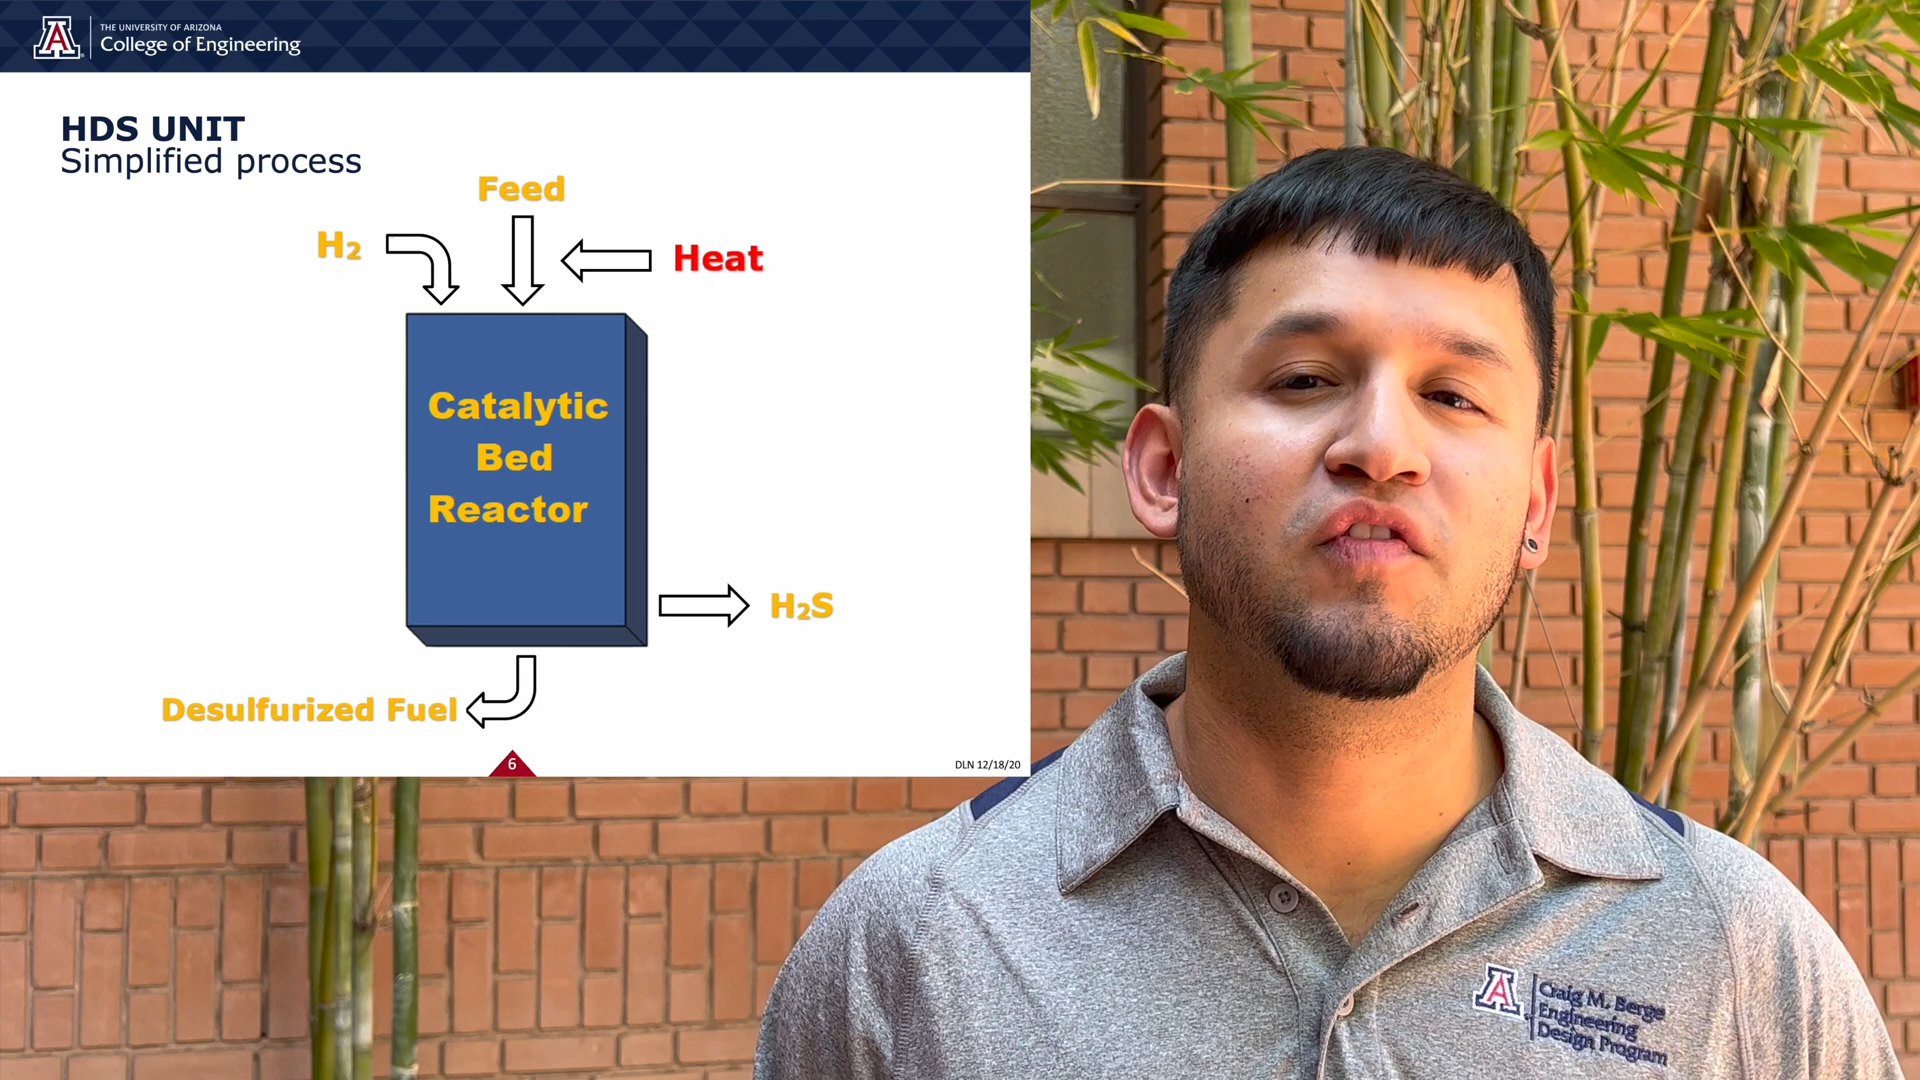 THE UNIVERSITY OF ARIZONA
College of Engineering
HDS UNIT
Simplified process
Feed
H₂
Heat
Catalytic
Bed
Reactor
H₂S
Desulfurized Fuel
6
DLN 12/18/20
A
Craig M. Berge
Engineering
Design Program